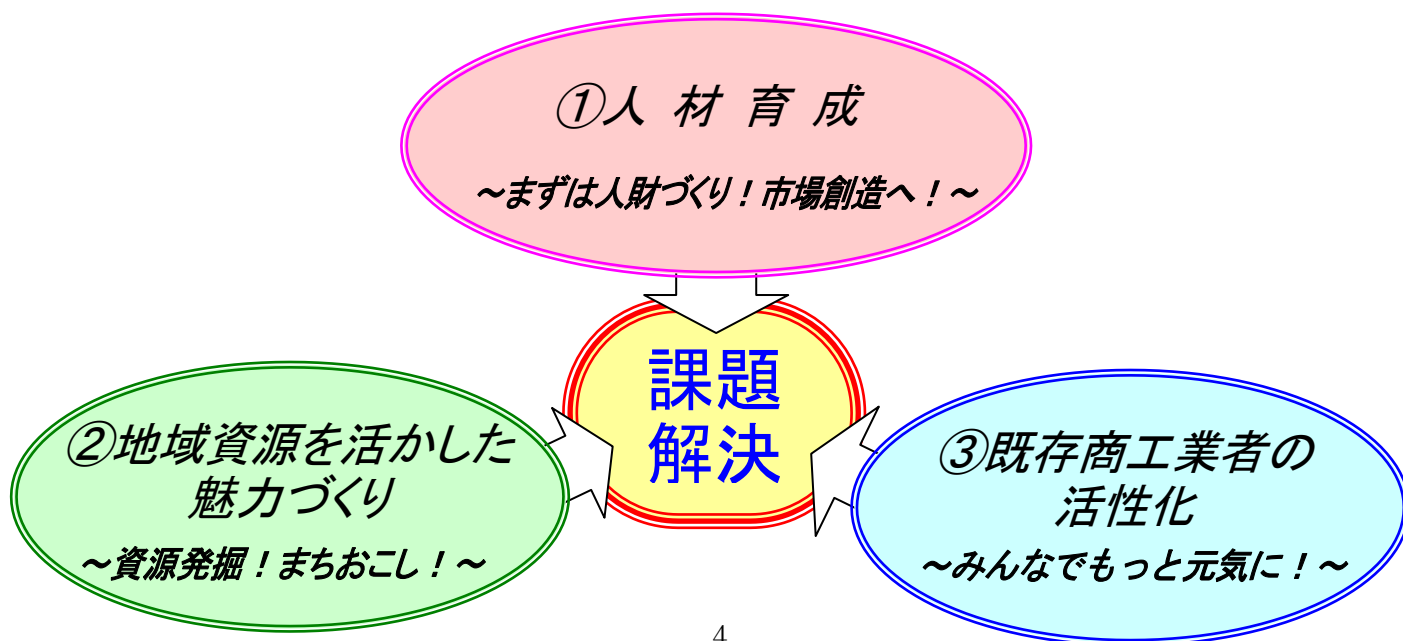 ①人 材 育 成
～まずは人財づくり！市場創造へ！～
課題
解決
②地域資源を活かした
魅力づくり
～資源発掘！まちおこし！～
③既存商工業者の
活性化
～みんなでもっと元気に！～
4